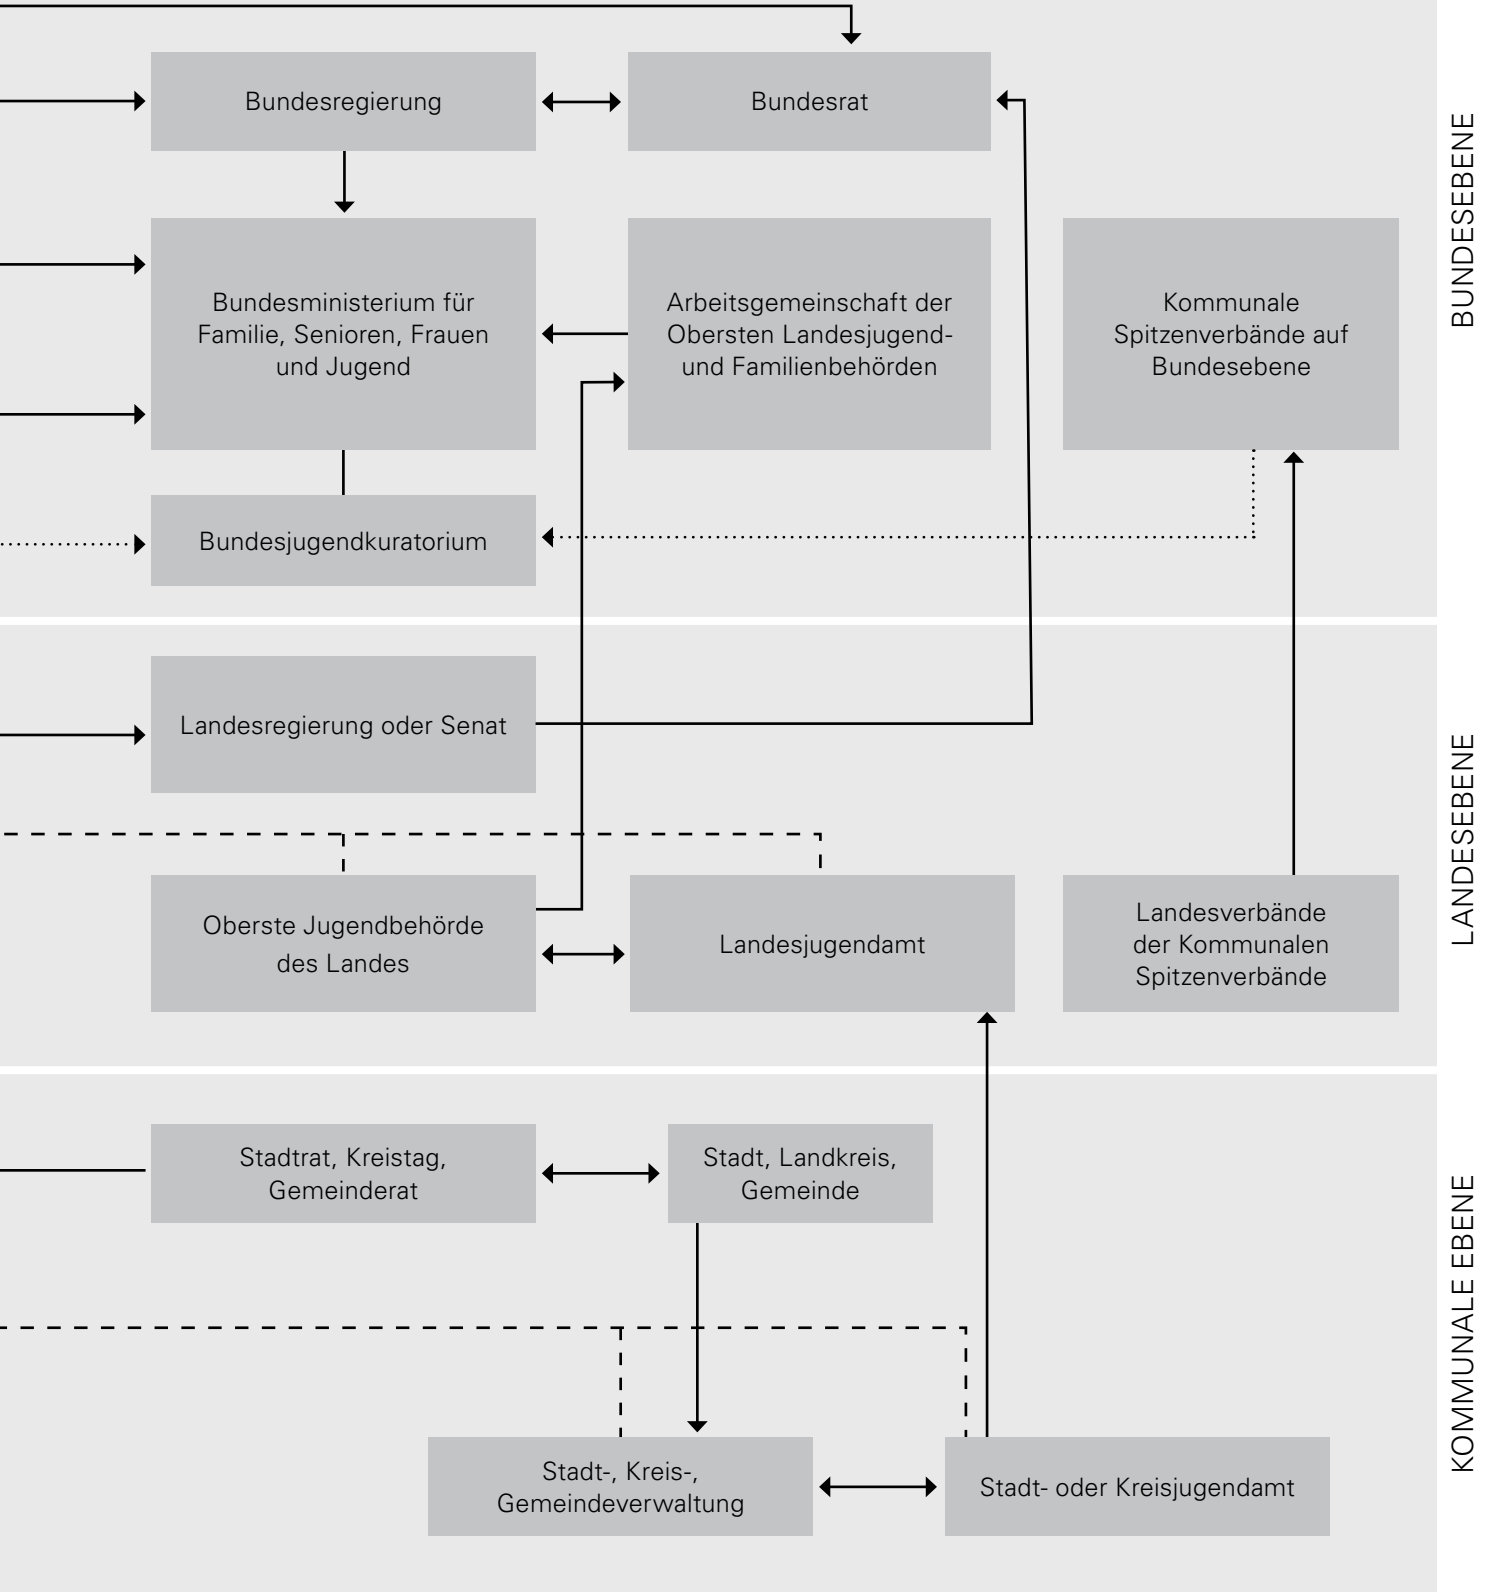 Bundesregierung
Bundesrat
Bundesministerium für
Familie, Senioren, Frauen
und Jugend
Arbeitsgemeinschaft der
Obersten Landesjugend-
und Familienbehörden
Kommunale
Spitzenverbände auf
Bundesebene
Bundesjugendkuratorium
BUNDESEBENE
Landesregierung oder Senat
Oberste Jugendbehörde
des Landes
Landesjugendamt
Landesverbände
der Kommunalen
Spitzenverbände
LANDESEBENE
Stadtrat, Kreistag,
Gemeinderat
Stadt, Landkreis,
Gemeinde
Stadt-, Kreis-,
Gemeindeverwaltung
Stadt- oder Kreisjugendamt
KOMMUNALE EBENE